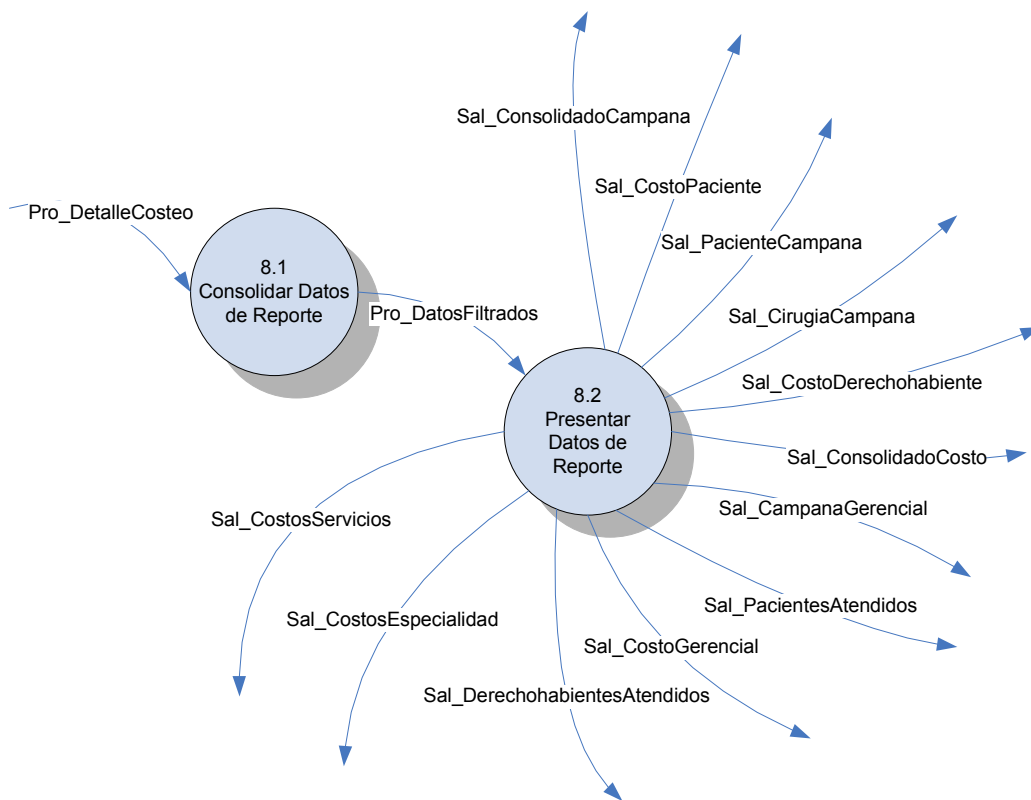 Sal_ConsolidadoCampana
Sal_CostoPaciente
Pro_DetalleCosteo
Sal_PacienteCampana
8.1
Consolidar Datos
de Reporte
Pro_DatosFiltrados
Sal_CirugiaCampana
Sal_CostoDerechohabiente
8.2
Presentar
Datos de
Reporte
Sal_ConsolidadoCosto
Sal_CampanaGerencial
Sal_CostosServicios
Sal_PacientesAtendidos
Sal_CostosEspecialidad
Sal_CostoGerencial
Sal_DerechohabientesAtendidos